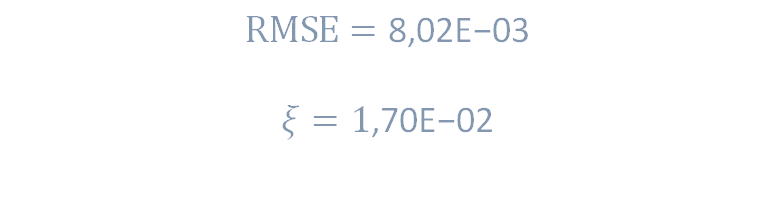 RMSE = 8,02E−03
ξ = 1,70E−02